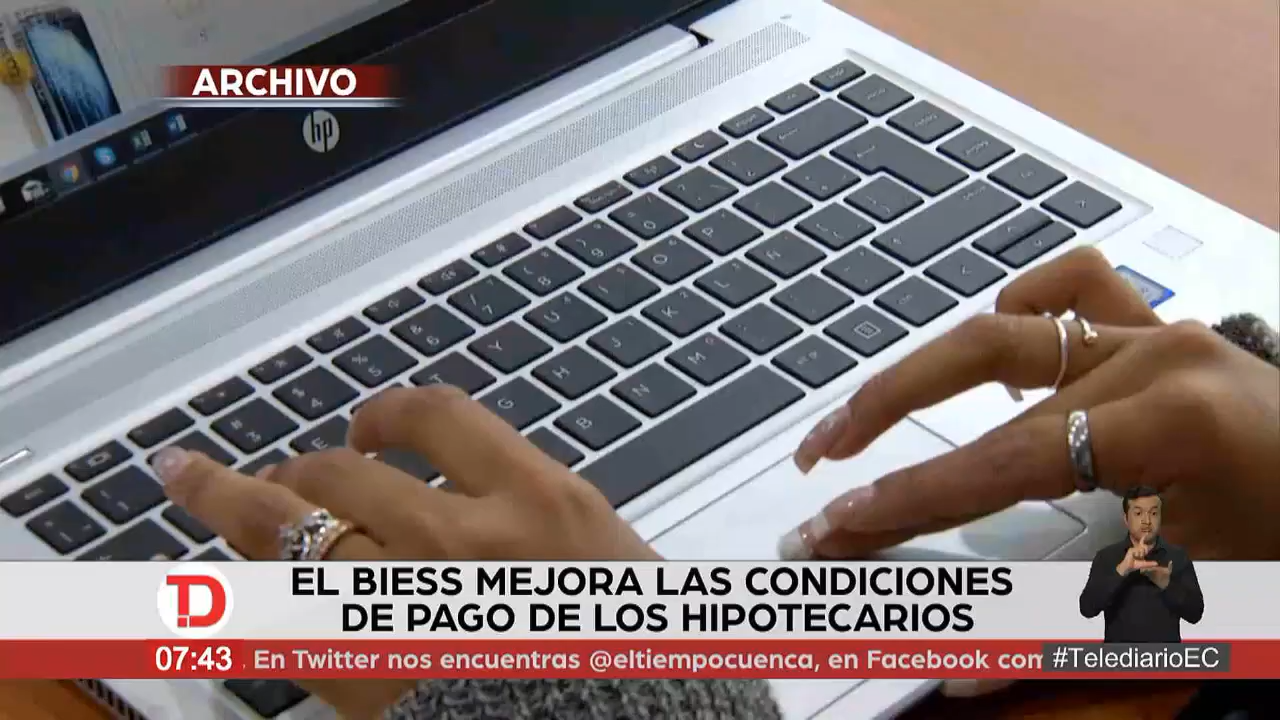 ARCHIVO
hp
EL BIESS MEJORA LAS CONDICIONES
DE PAGO DE LOS HIPOTECARIOS
TD
07:43
. En Twitter nos encuentras @eltiempocuenca, en Facebook com
#TelediarioEC